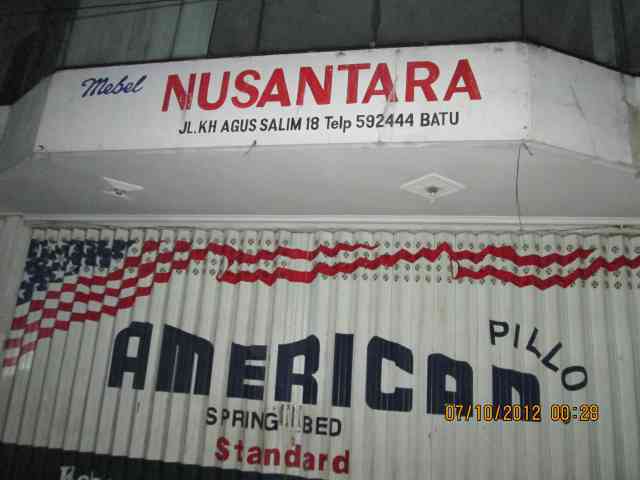 Mebel NUSANTARA
JL.KH AGUS SALIM 18 Telp 592444 BATU
AMERICAN PILLO
SPRING BED
Standard
07/10/2012 00:28